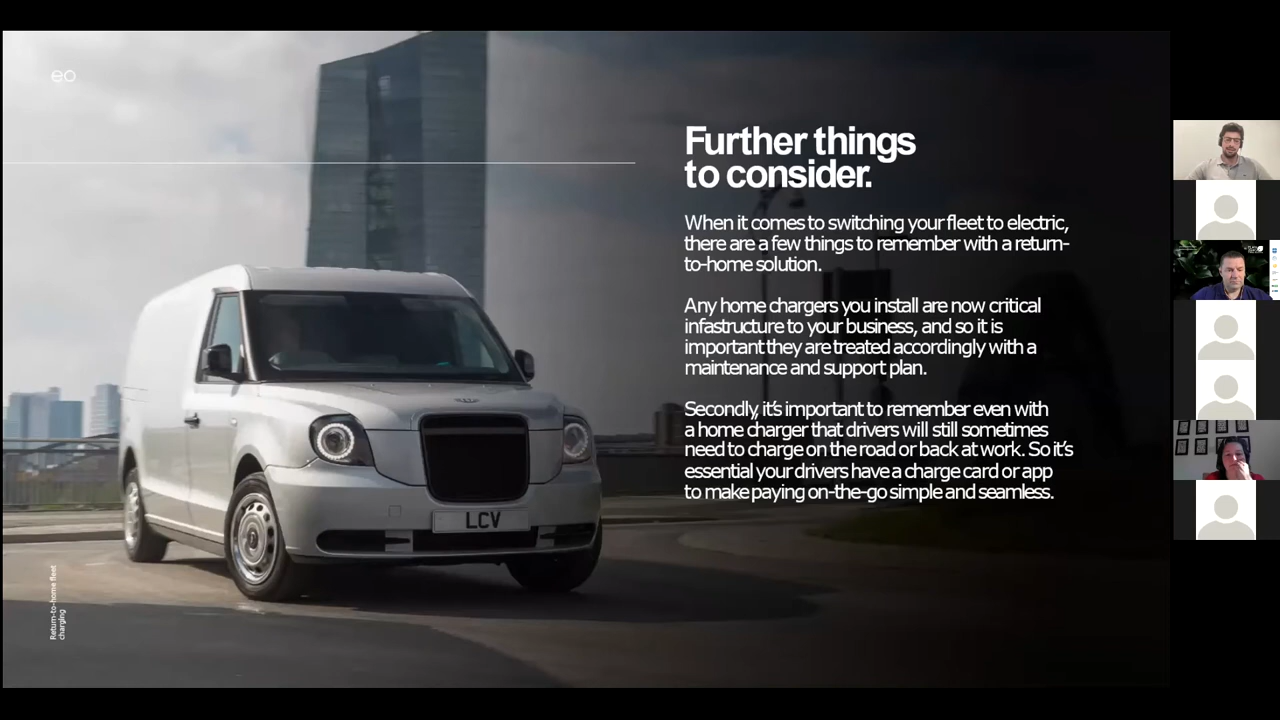 eo
Further things
to consider.
When it comes to switching your fleet to electric,
there are a few things to remember with a return-
to-home solution.
Any home chargers you install are now critical
infastructure to your business, and so it is
important they are treated accordingly with a
maintenance and support plan.
Secondly, it's important to remember even with
a home charger that drivers will still sometimes
need to charge on the road or back at work. So it's
essential your drivers have a charge card or app
to make paying on-the-go simple and seamless.
LCV
Return-to-home fleet
charging